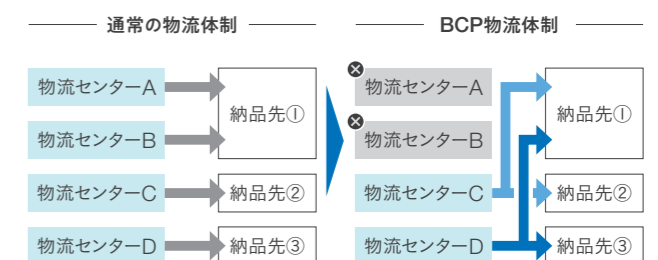 通常の物流体制
物流センターA
物流センターB
物流センターC
物流センターD
納品先①
納品先②
納品先③
BCP物流体制
物流センターA
物流センターB
物流センターC
物流センターD
納品先①
納品先②
納品先③